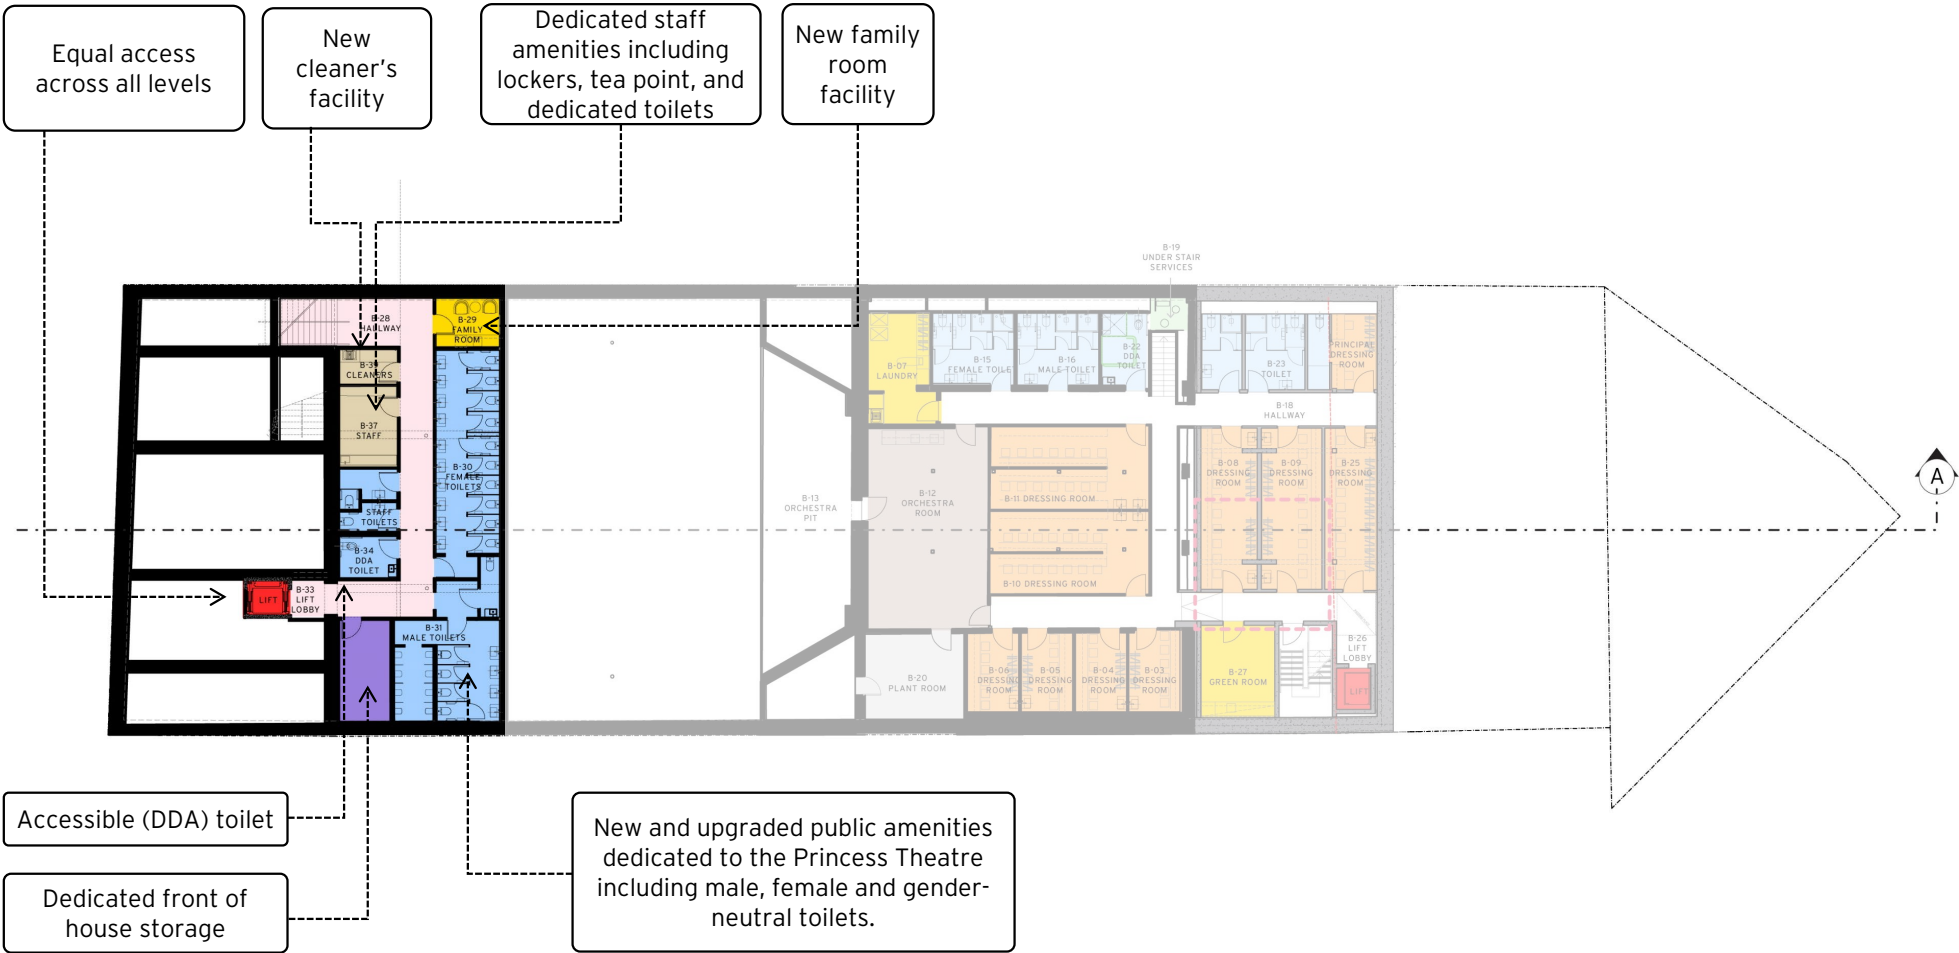 Equal access
across all levels
New
cleaner's
facility
Dedicated staff
amenities including
lockers, tea point, and
dedicated toilets
New family
room
facility
B-19
UNDER STAIR
SERVICES
B-28
HALLWAY
B-29
FAMILY
ROOM
B-39
CLEANERS
B-37
STAFF
B-30
FEMALE
TOILETS
STAFF
TOILETS
B-34
DDA
TOILET
LIFT
B-33
LIFT
LOBBY
B-31
MALE TOILETS
B-13
ORCHESTRA
PIT
B-07
LAUNDRY
B-15
FEMALE TOILET
B-16
MALE TOILET
B-22
DDA
TOILET
B-23
TOILET
PRINCIPAL
DRESSING
ROOM
B-18
HALLWAY
B-12
ORCHESTRA
ROOM
B-11 DRESSING ROOM
B-10 DRESSING ROOM
B-08
DRESSING
ROOM
B-09
DRESSING
ROOM
B-25
DRESSING
ROOM
B-20
PLANT ROOM
B-06
DRESSING
ROOM
B-05
DRESSING
ROOM
B-04
DRESSING
ROOM
B-03
DRESSING
ROOM
B-27
GREEN ROOM
B-26
LIFT
LOBBY
LIFT
A
Accessible (DDA) toilet
Dedicated front of
house storage
New and upgraded public amenities
dedicated to the Princess Theatre
including male, female and gender-
neutral toilets.